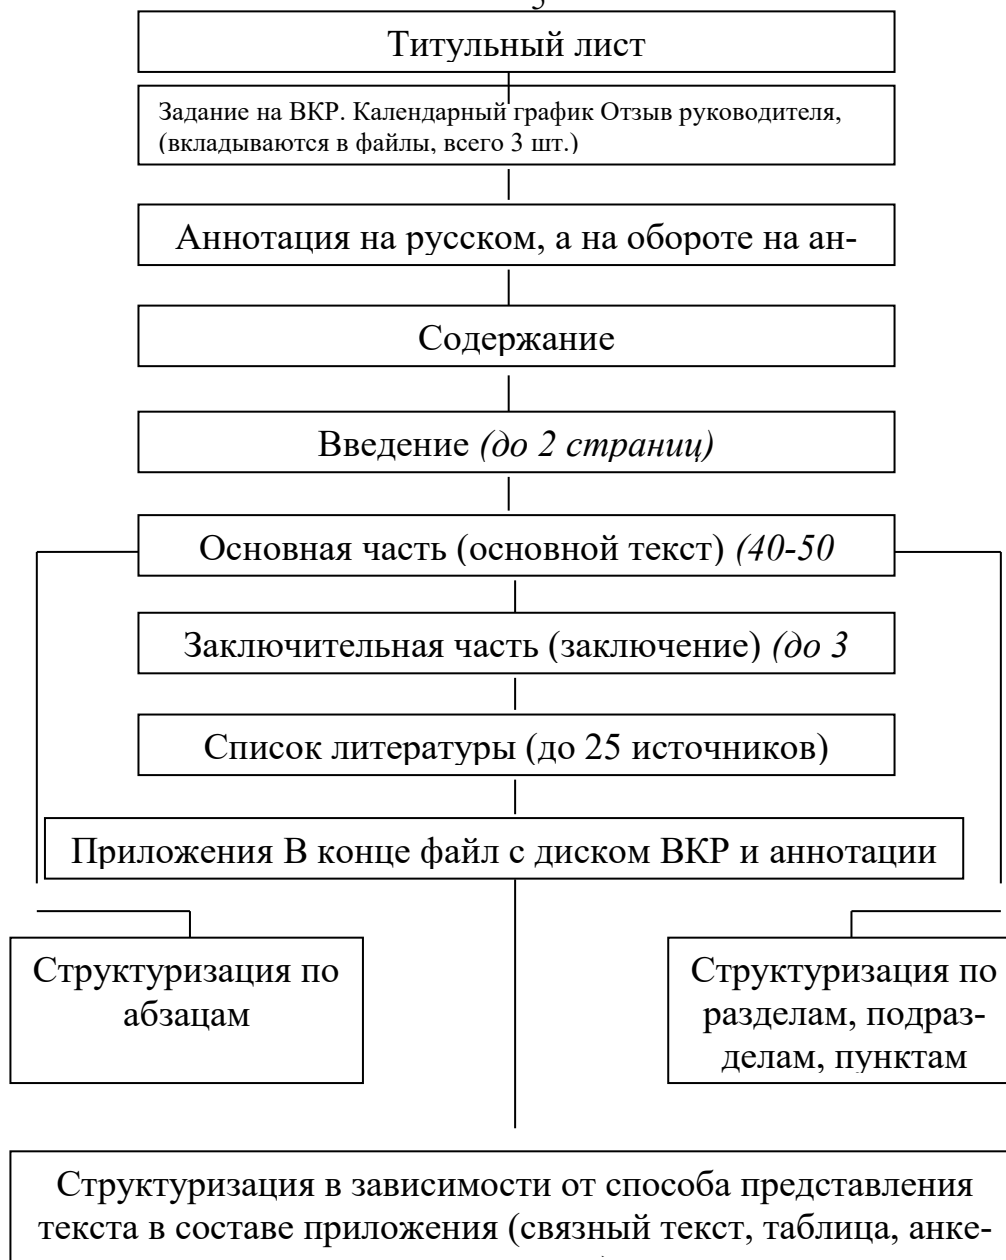 Титульный лист
Задание на ВКР. Календарный график Отзыв руководителя,
(вкладываются в файлы, всего 3 шт.)
Аннотация на русском, а на обороте на ан-
Содержание
Введение (до 2 страниц)
Основная часть (основной текст) (40-50
Заключительная часть (заключение) (до 3
Список литературы (до 25 источников)
Приложения В конце файл с диском ВКР и аннотации
Структуризация по
абзацам
Структуризация по
разделам, подраз-
делам, пунктам
Структуризация в зависимости от способа представления
текста в составе приложения (связный текст, таблица, анке-